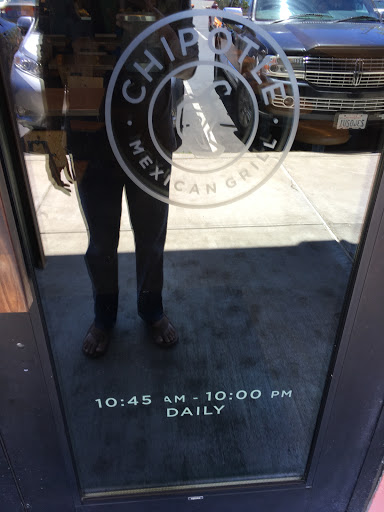 CHIPOTLE
MEXICAN GRILL
10:45 AM - 10:00 PM
DAILY